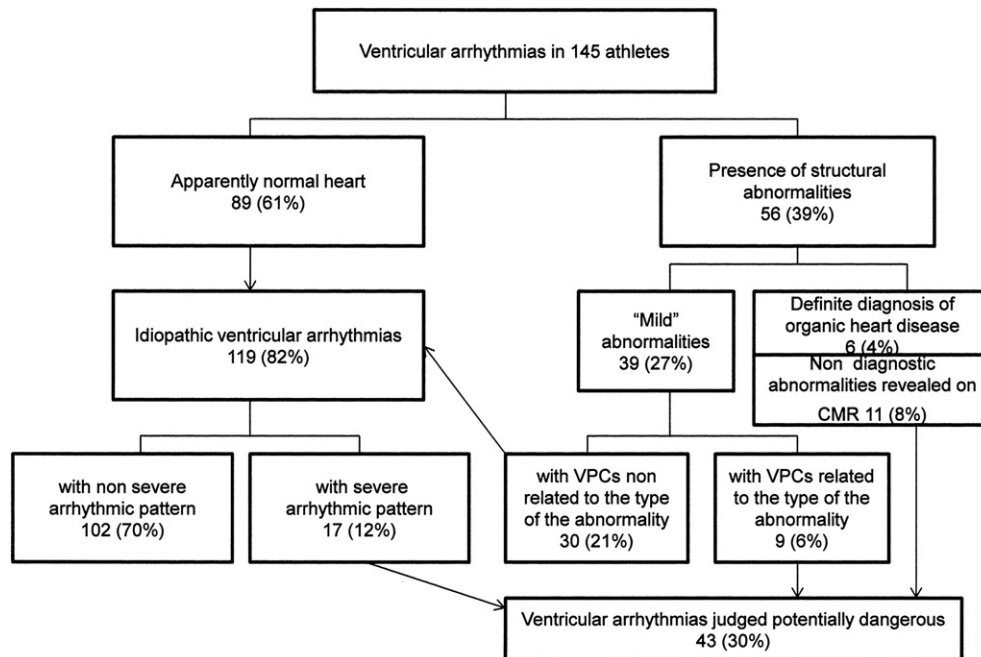 Ventricular arrhythmias in 145 athletes
Apparently normal heart
89 (61%)
Presence of structural
abnormalities
56 (39%)
Idiopathic ventricular arrhythmias
119 (82%)
“Mild”
abnormalities
39 (27%)
Definite diagnosis of
organic heart disease
6 (4%)
Non diagnostic
abnormalities revealed on
CMR 11 (8%)
with non severe
arrhythmic pattern
102 (70%)
with severe
arrhythmic pattern
17 (12%)
with VPCs non
related to the type
of the abnormality
30 (21%)
with VPCs related
to the type of the
abnormality
9 (6%)
Ventricular arrhythmias judged potentially dangerous
43 (30%)